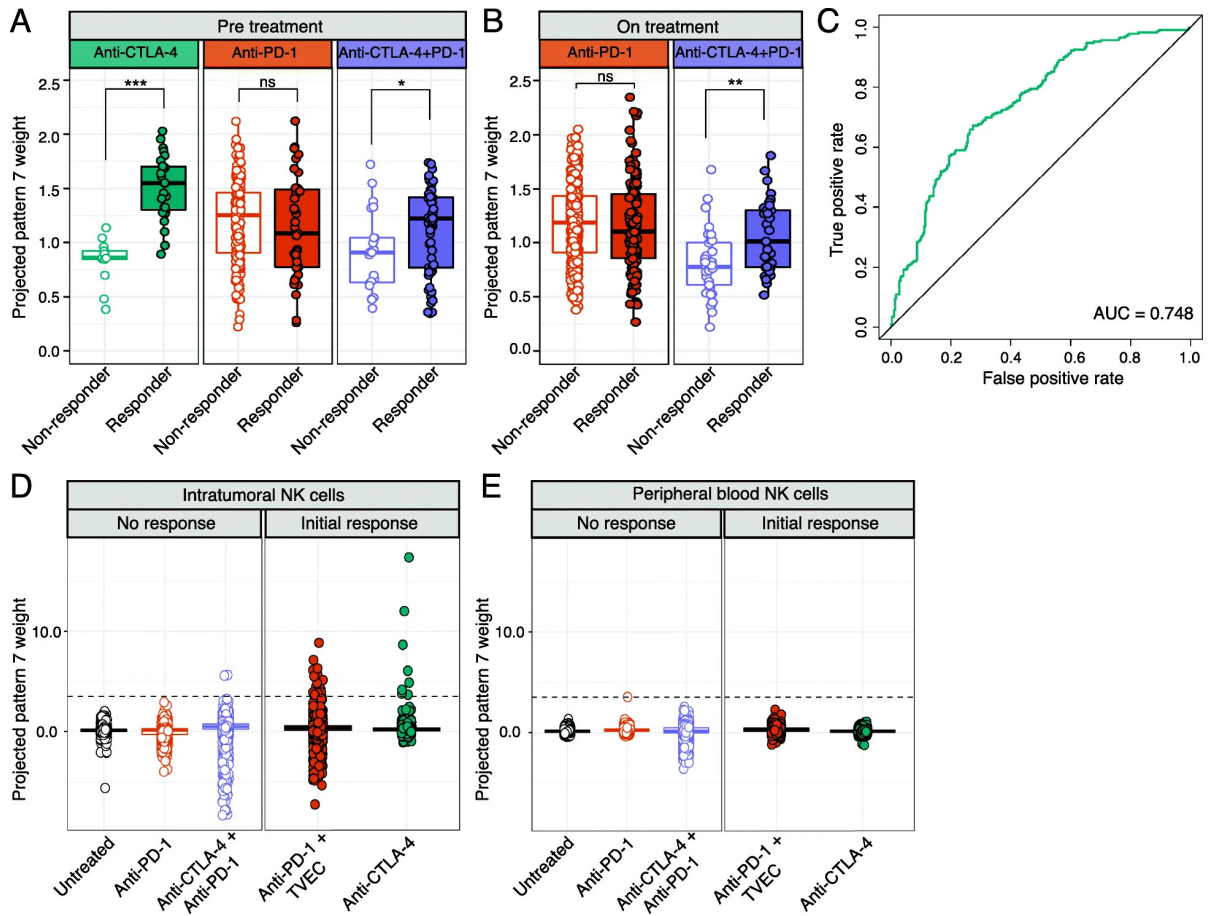 A
Pre treatment
Anti-CTLA-4
Anti-PD-1
Anti-CTLA-4+PD-1
Projected pattern 7 weight
2.5
2.0
1.5
1.0
0.5
0.0
***
ns
*
Non-responder
Responder
Non-responder
Responder
Non-responder
Responder
B
On treatment
Anti-PD-1
Anti-CTLA-4+PD-1
Projected pattern 7 weight
2.5
2.0
1.5
1.0
0.5
0.0
ns
**
Non-responder
Responder
Non-responder
Responder
C
True positive rate
1.0
0.8
0.6
0.4
0.2
0.0
AUC = 0.748
0.0
0.2
0.4
0.6
0.8
1.0
False positive rate
D
Intratumoral NK cells
No response
Initial response
Projected pattern 7 weight
10.0
0.0
Untreated
Anti-PD-1
Anti-CTLA-4 +
Anti-PD-1
Anti-PD-1 +
TVEC
Anti-CTLA-4
E
Peripheral blood NK cells
No response
Initial response
Projected pattern 7 weight
10.0
0.0
Untreated
Anti-PD-1
Anti-CTLA-4 +
Anti-PD-1
Anti-PD-1 +
TVEC
Anti-CTLA-4